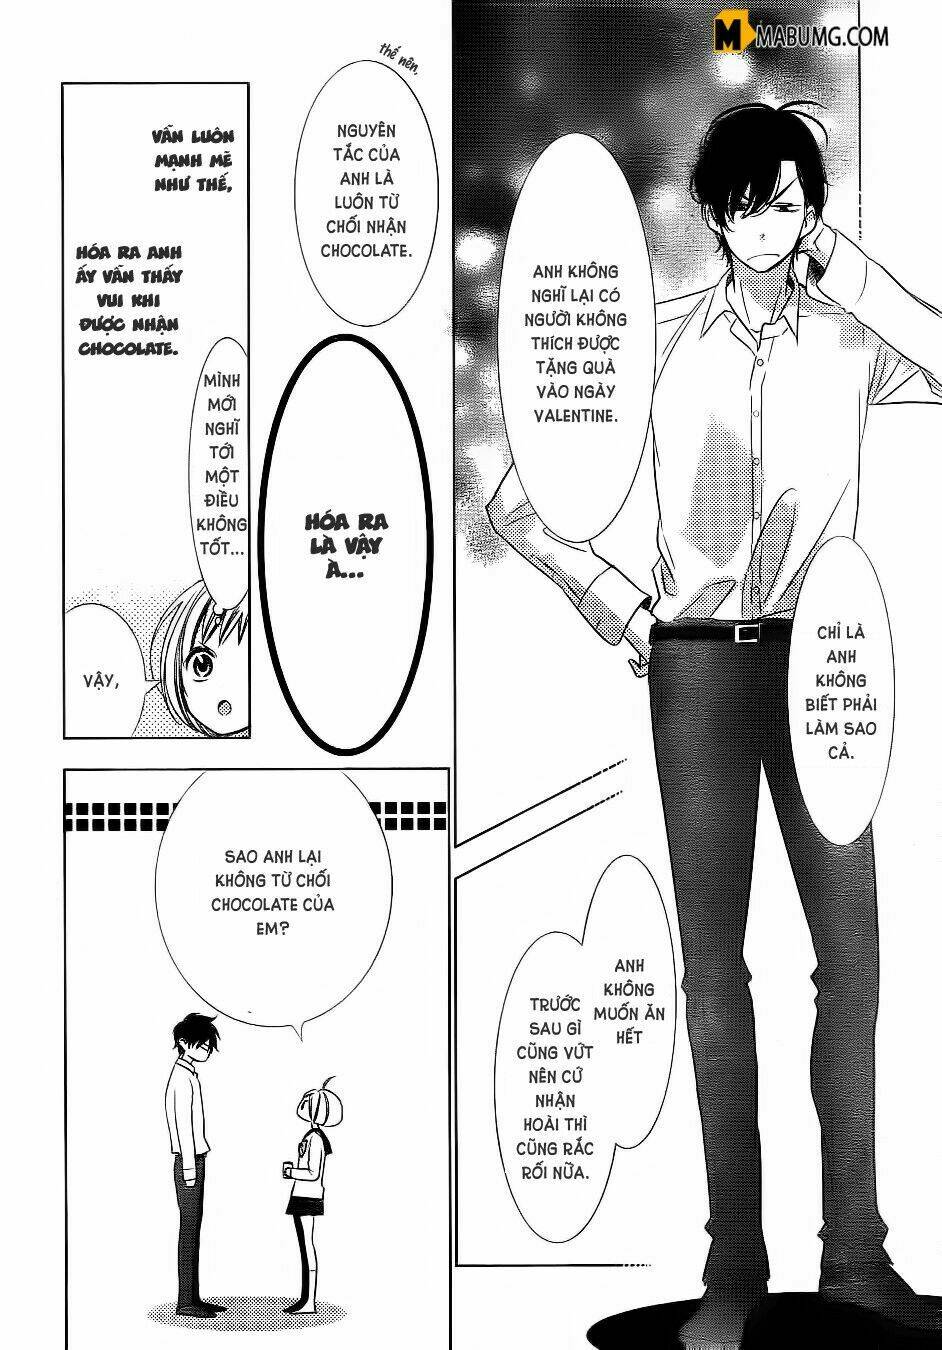 MABUMG.COM
ANH KHÔNG
NGHĨ LẠI CÓ
NGƯỜI KHÔNG
THÍCH ĐƯỢC
TẶNG QUÀ
VÀO NGÀY
VALENTINE.
CHỈ LÀ
ANH
KHÔNG
BIẾT PHẢI
LÀM SAO
CẢ.
ANH
KHÔNG
MUỐN ĂN
HẾT
TRƯỚC
SAU GÌ
CŨNG VỨT
NÊN CỨ
NHẬN
HOÀI THÌ
CŨNG RẮC
RỐI NỮA.
thế nên,
NGUYÊN
TẮC CỦA
ANH LÀ
LUÔN TỪ
CHỐI NHẬN
CHOCOLATE.
HÓA RA
LÀ VẬY
À...
VẪN LUÔN
MẠNH MẼ
NHƯ THẾ,
HÓA RA ANH
ẤY VẪN THẤY
VUI KHI
ĐƯỢC NHẬN
CHOCOLATE.
MÌNH
MỚI
NGHĨ
TỚI
MỘT
ĐIỀU
KHÔNG
TỐT...
VẬY,
SAO ANH LẠI
KHÔNG TỪ CHỐI
CHOCOLATE CỦA
EM?